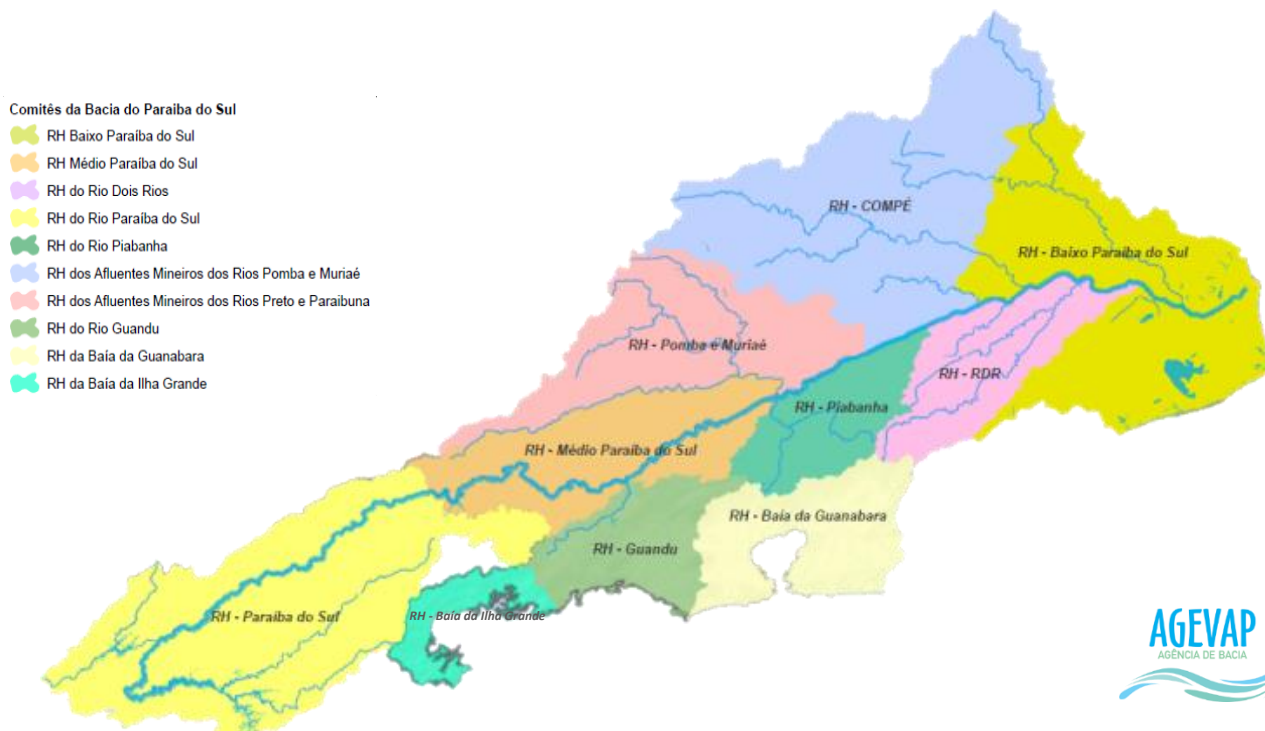 Comitês da Bacia do Paraíba do Sul
RH Baixo Paraíba do Sul
RH Médio Paraíba do Sul
RH do Rio Dois Rios
RH do Rio Paraíba do Sul
RH do Rio Piabanha
RH dos Afluentes Mineiros dos Rios Pomba e Muriaé
RH dos Afluentes Mineiros dos Rios Preto e Paraibuna
RH do Rio Guandu
RH da Baía da Guanabara
RH da Baía da Ilha Grande
RH - COMPÉ
RH - Baixo Paraíba do Sul
RH - Pomba e Muriaé
RH - RDR
RH - Piabanha
RH - Médio Paraíba do Sul
RH - Baía da Guanabara
RH - Guandu
RH - Paraíba do Sul
RH - Baía da Ilha Grande
AGEVAP
AGÊNCIA DE BACIA